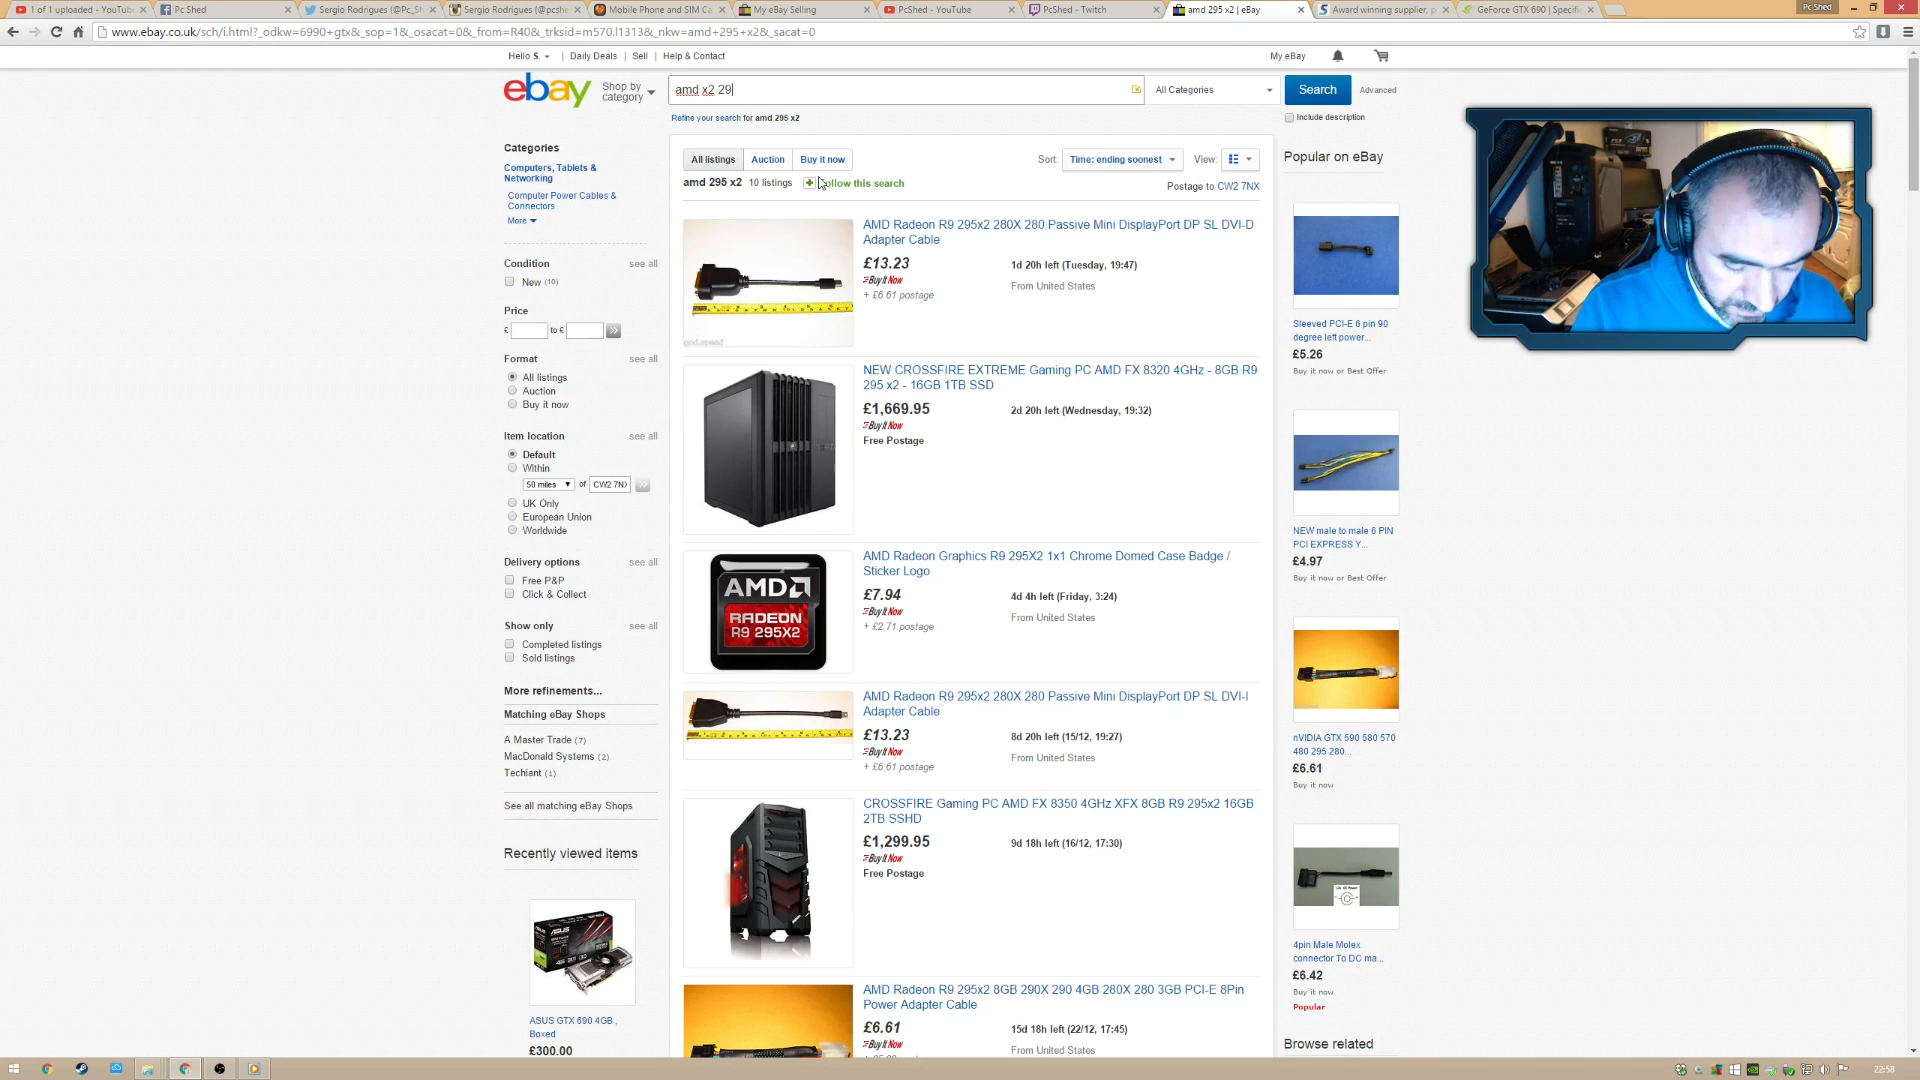 1 of 1 uploaded - YouTu
Pc Shed
Sergio Rodrigues (@Pc_Sh
Sergio Rodrigues (@pcshe
Mobile Phone and SIM Ca
My eBay Selling
PcShed - YouTube
PcShed - Twitch
amd 295 x2 | eBay
Award winning supplier, p
GeForce GTX 690 | Specific
Pc Shed
www.ebay.co.uk/sch/i.html?_odkw=6990+gtx&_sop=1&_osacat=0&_from=R40&_trksid=m570.l1313&_nkw=amd+295+x2&_sacat=0
Hello S.
Daily Deals
Sell
Help & Contact
My eBay
ebay
Shop by category
amd x2 29
All Categories
Search
Advanced
Refine your search for amd 295 x2
Include description
Categories
Computers, Tablets &
Networking
Computer Power Cables &
Connectors
More
Condition
see all
New (10)
Price
£
to £
Format
see all
All listings
Auction
Buy it now
Item location
see all
Default
Within
50 miles
of
CW2 7NX
UK Only
European Union
Worldwide
Delivery options
see all
Free P&P
Click & Collect
Show only
see all
Completed listings
Sold listings
More refinements...
Matching eBay Shops
A Master Trade (7)
MacDonald Systems (2)
Techiant (1)
See all matching eBay Shops
Recently viewed items
ASUS GTX 690 4GB ,
Boxed
£300.00
All listings
Auction
Buy it now
Sort:
Time: ending soonest
View:
amd 295 x2 10 listings
ollow this search
Postage to CW2 7NX
AMD Radeon R9 295x2 280X 280 Passive Mini DisplayPort DP SL DVI-D
Adapter Cable
£13.23
Buy It Now
+ £6.61 postage
1d 20h left (Tuesday, 19:47)
From United States
god.speed
NEW CROSSFIRE EXTREME Gaming PC AMD FX 8320 4GHz - 8GB R9
295 x2 - 16GB 1TB SSD
£1,669.95
Buy It Now
Free Postage
2d 20h left (Wednesday, 19:32)
AMD Radeon Graphics R9 295X2 1x1 Chrome Domed Case Badge /
Sticker Logo
£7.94
Buy It Now
+ £2.71 postage
4d 4h left (Friday, 3:24)
From United States
AMD
RADEON
R9 295X2
AMD Radeon R9 295x2 280X 280 Passive Mini DisplayPort DP SL DVI-I
Adapter Cable
£13.23
Buy It Now
+ £6.61 postage
8d 20h left (15/12, 19:27)
From United States
CROSSFIRE Gaming PC AMD FX 8350 4GHz XFX 8GB R9 295x2 16GB
2TB SSHD
£1,299.95
Buy It Now
Free Postage
9d 18h left (16/12, 17:30)
AMD Radeon R9 295x2 8GB 290X 290 4GB 280X 280 3GB PCI-E 8Pin
Power Adapter Cable
£6.61
Buy It Now
15d 18h left (22/12, 17:45)
From United States
Popular on eBay
Sleeved PCI-E 6 pin 90
degree left power...
£5.26
Buy it now or Best Offer
NEW male to male 6 PIN
PCI EXPRESS Y...
£4.97
Buy it now or Best Offer
nVIDIA GTX 590 580 570
480 295 280...
£6.61
Buy it now
4pin Male Molex
connector To DC ma...
£6.42
Buy it now
Popular
Browse related
22:58